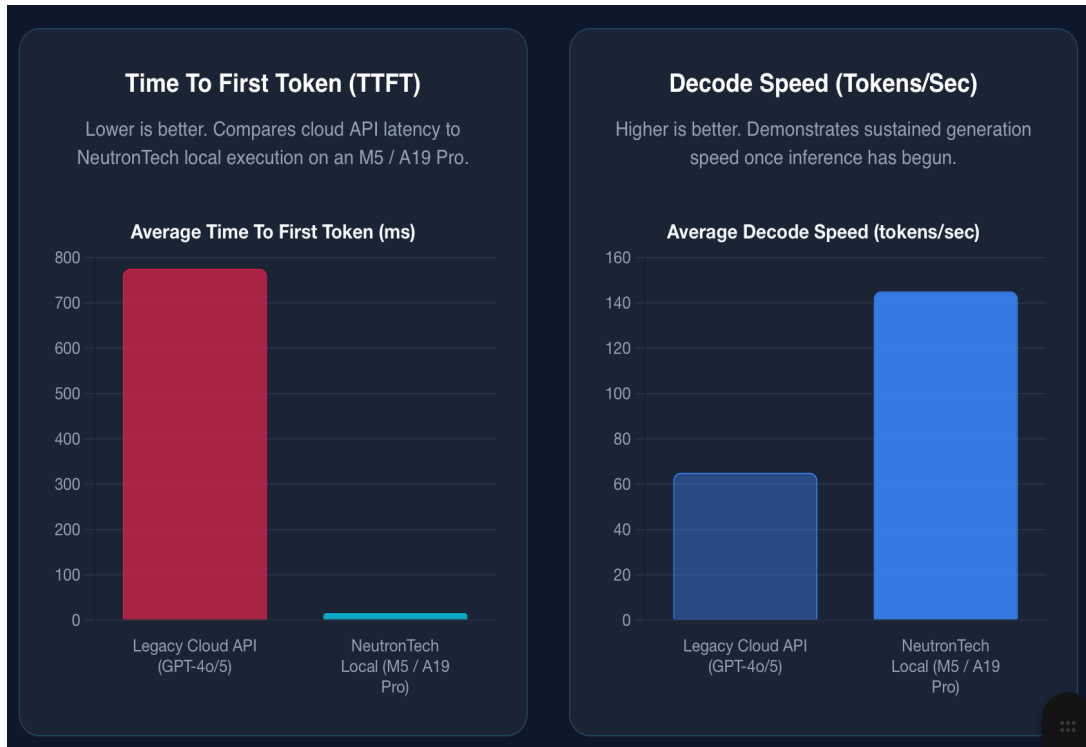 Time To First Token (TTFT)
Lower is better. Compares cloud API latency to
NeutronTech local execution on an M5 / A19 Pro.
Average Time To First Token (ms)
800
700
600
500
400
300
200
100
0
Legacy Cloud API
(GPT-4o/5)
NeutronTech
Local (M5 / A19
Pro)
Decode Speed (Tokens/Sec)
Higher is better. Demonstrates sustained generation
speed once inference has begun.
Average Decode Speed (tokens/sec)
160
140
120
100
80
60
40
20
0
Legacy Cloud API
(GPT-4o/5)
NeutronTech
Local (M5 / A19
Pro)